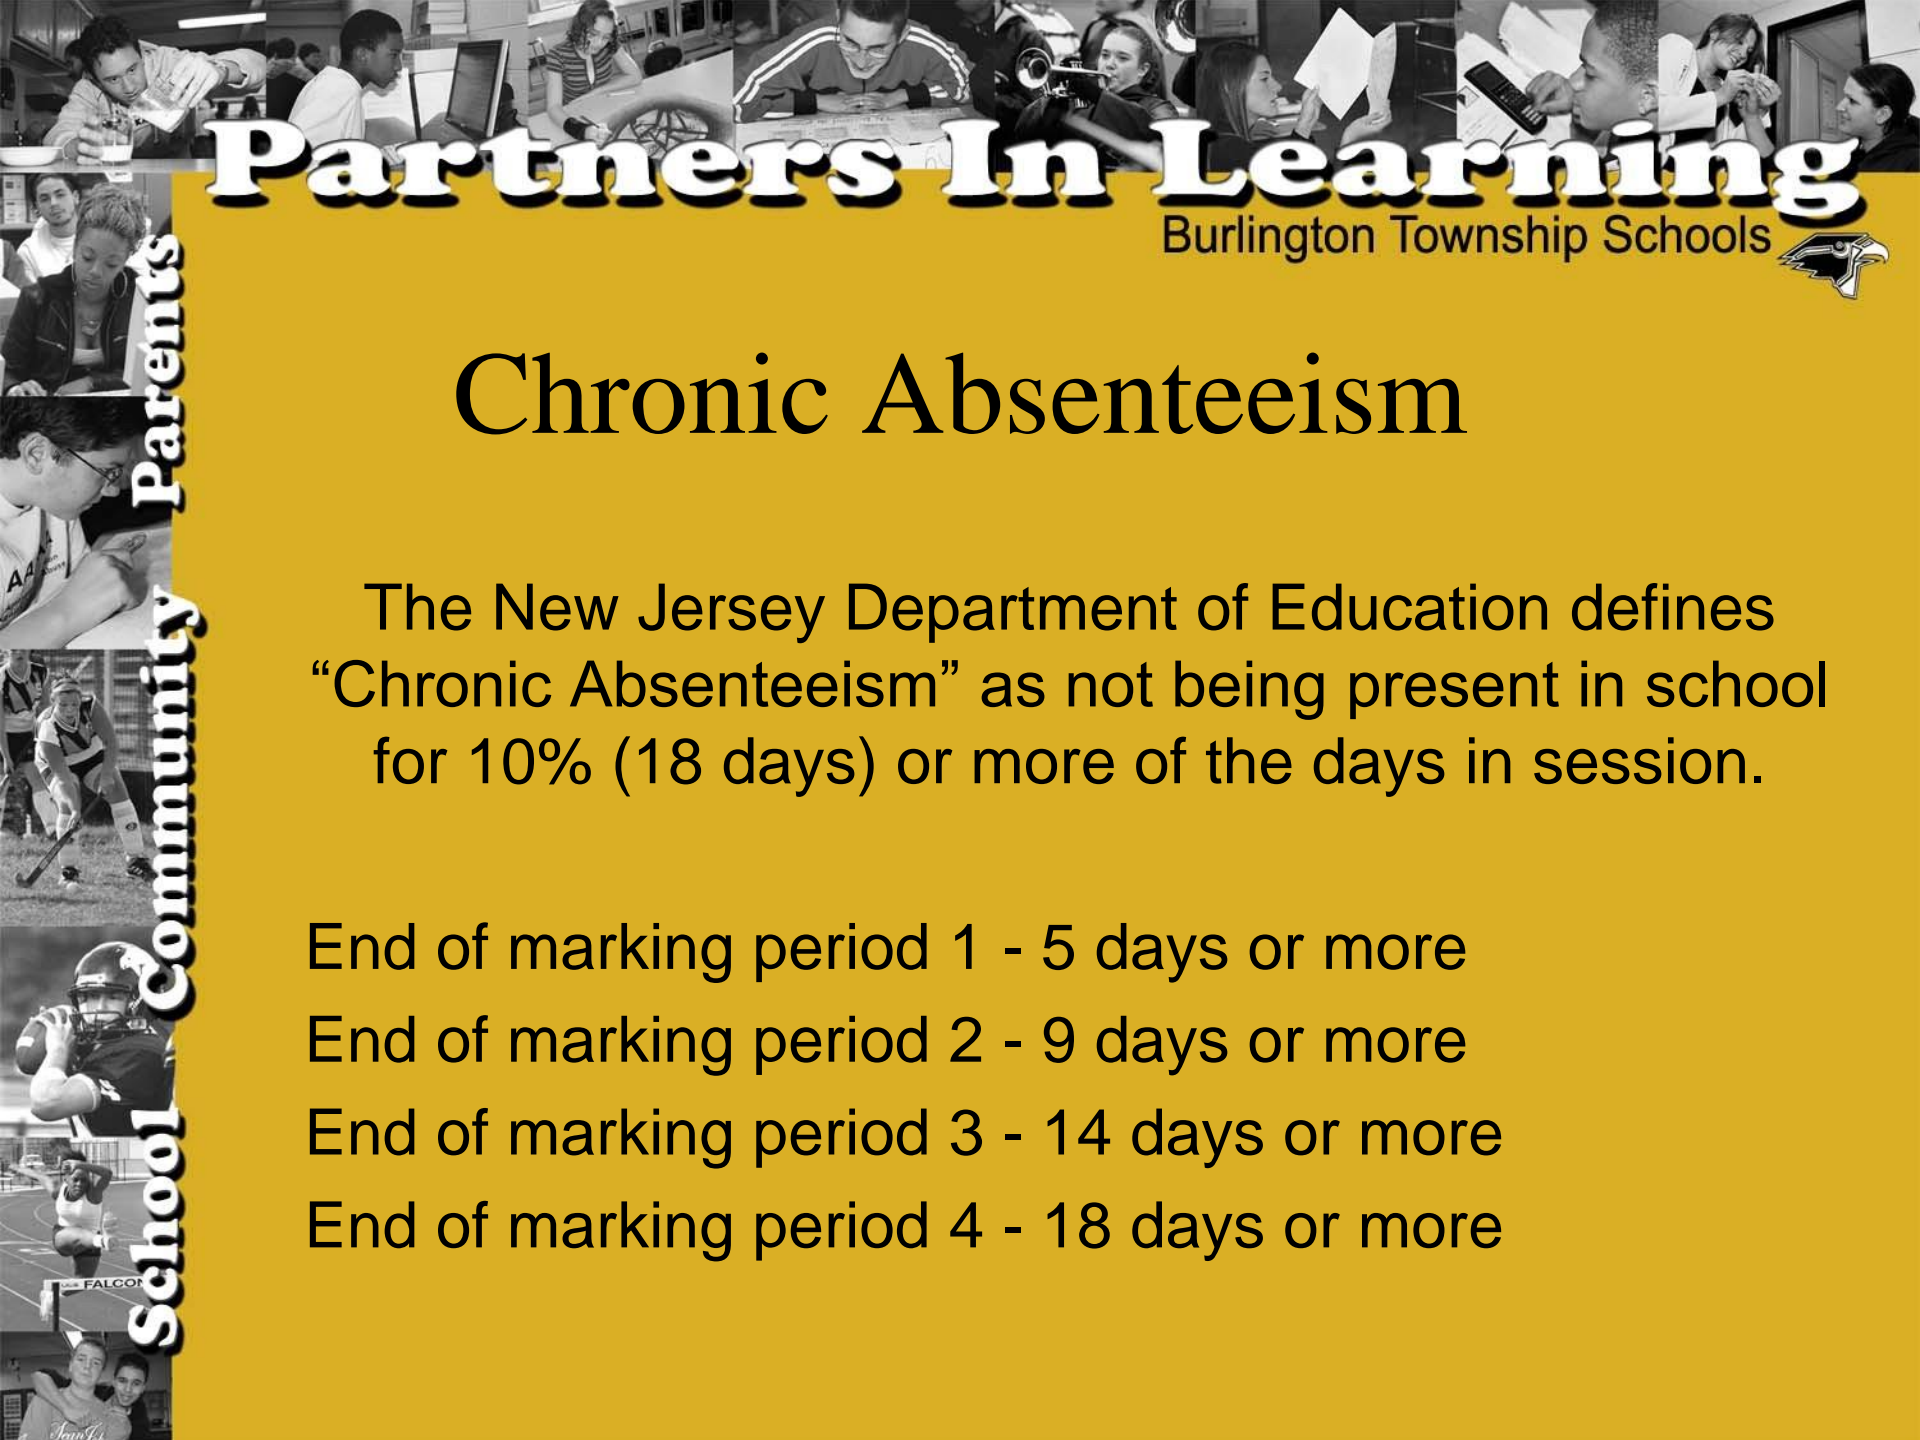 Partners In Learning
Burlington Township Schools
Parents
Community
School
Chronic Absenteeism
The New Jersey Department of Education defines
“Chronic Absenteeism” as not being present in school
for 10% (18 days) or more of the days in session.
End of marking period 1 - 5 days or more
End of marking period 2 - 9 days or more
End of marking period 3 - 14 days or more
End of marking period 4 - 18 days or more
FALCON